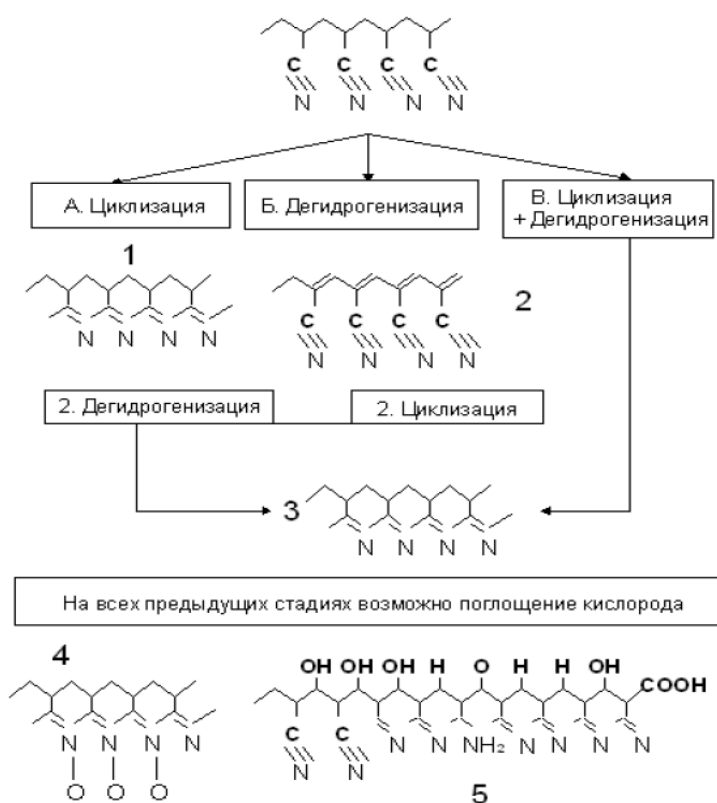 C C C C
N N N N
А. Циклизация
Б. Дегидрогенизация
В. Циклизация
+ Дегидрогенизация
1
N N N N
2
C C C C
N N N N
2. Дегидрогенизация
2. Циклизация
3
N N N N
На всех предыдущих стадиях возможно поглощение кислорода
4
N N N N
O O O
OH OH OH H O H H OH
COOH
C C
N N N N NH₂ N N N N
5